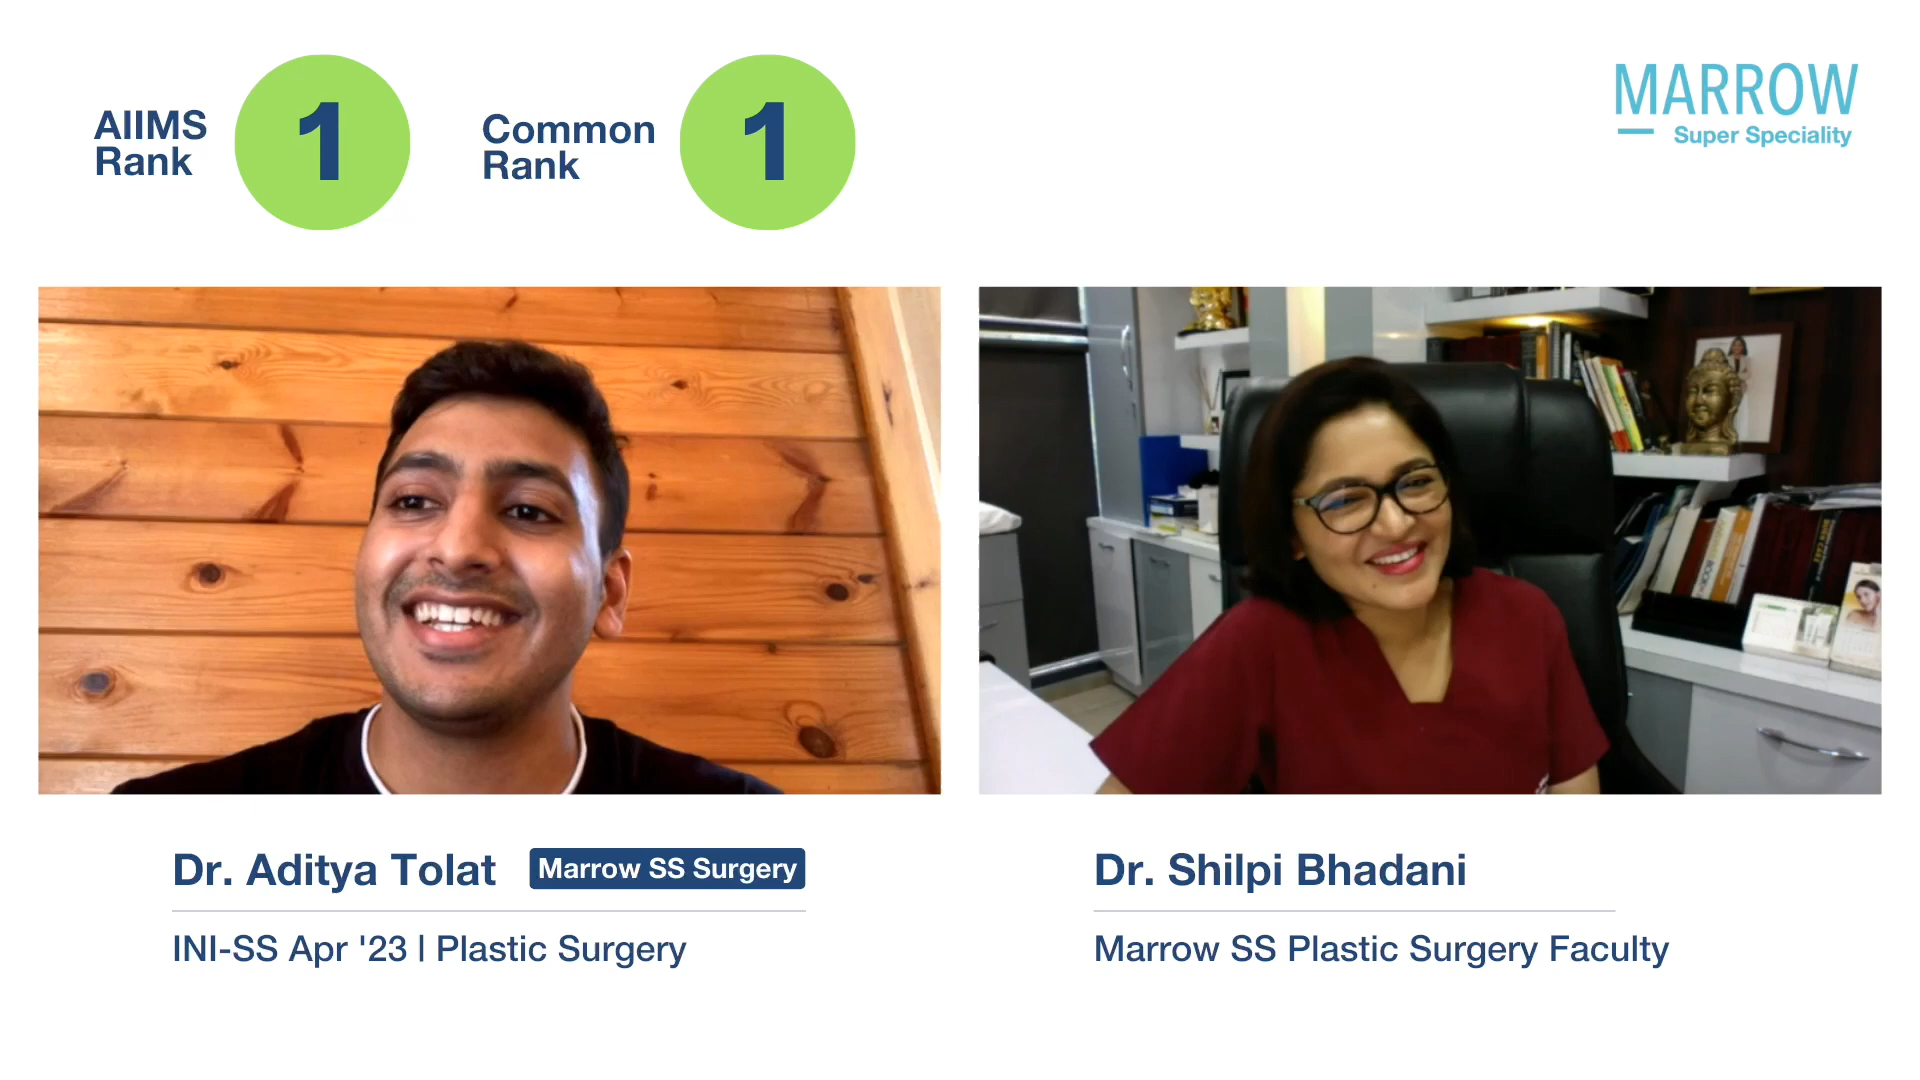 AIIMS
Rank
1
Common
Rank
1
MARROW
Super Speciality
Dr. Aditya Tolat
Marrow SS Surgery
INI-SS Apr '23 | Plastic Surgery
Dr. Shilpi Bhadani
Marrow SS Plastic Surgery Faculty